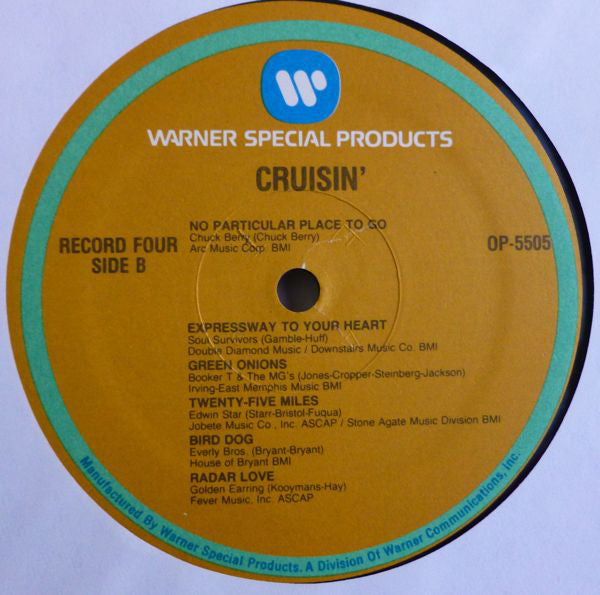 WARNER SPECIAL PRODUCTS
CRUISIN'
RECORD FOUR
SIDE B
OP-5505
NO PARTICULAR PLACE TO GO
Chuck Berry (Chuck Berry)
Arc Music Corp. BMI
EXPRESSWAY TO YOUR HEART
Soul Survivors (Gamble-Huff)
Double Diamond Music / Downstairs Music Co. BMI
GREEN ONIONS
Booker T & The MG's (Jones-Cropper-Steinberg-Jackson)
Irving-East Memphis Music BMI
TWENTY-FIVE MILES
Edwin Star (Starr-Bristol-Fuqua)
Jobete Music Co., Inc. ASCAP / Stone Agate Music Division BMI
BIRD DOG
Everly Bros. (Bryant-Bryant)
House of Bryant BMI
RADAR LOVE
Golden Earring (Kooymans-Hay)
Fever Music, Inc. ASCAP
Manufactured By Warner Special Products. A Division Of Warner Communications, Inc.